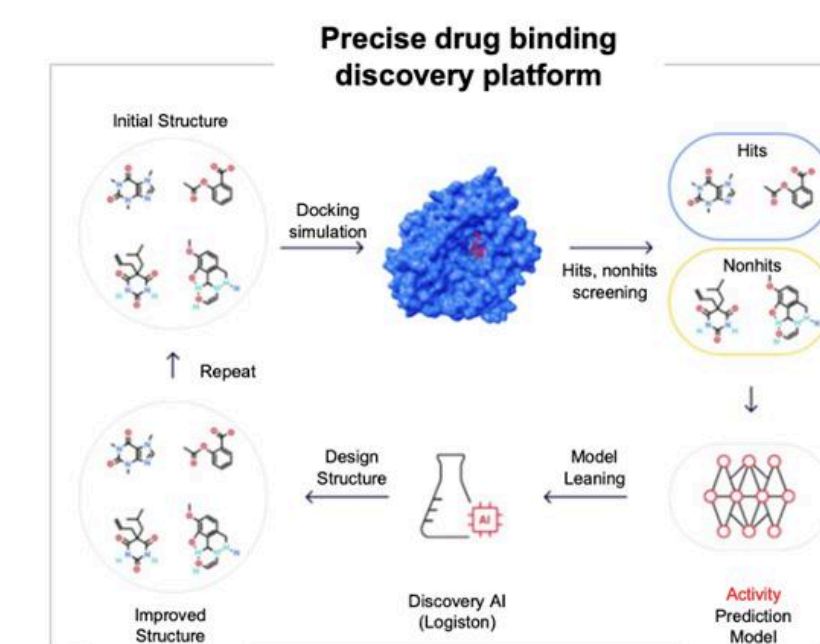 Precise drug binding
discovery platform
Initial Structure
Docking
simulation
Hits, nonhits
screening
Hits
Nonhits
Repeat
Design
Structure
AI
Model
Leaning
Improved
Structure
Discovery AI
(Logiston)
Activity
Prediction
Model